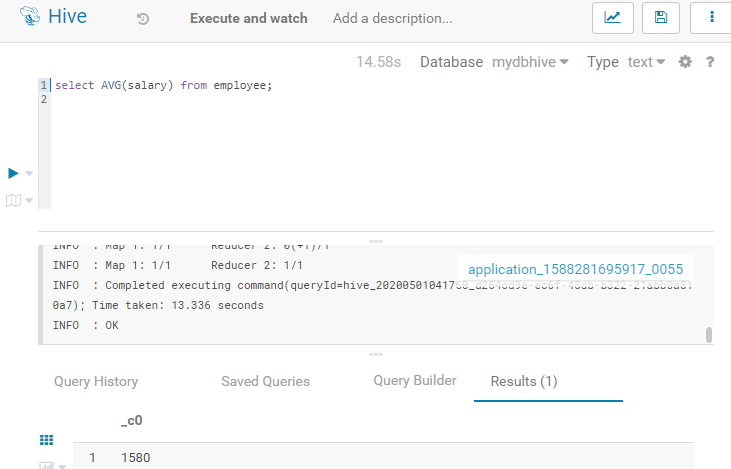 Hive Execute and watch Add a description...
14.58s Database mydbhive Type text ?
1 select AVG(salary) from employee;
2
INFO : Map 1: 1/1 Reducer 2: 0(+1)/1
INFO : Map 1: 1/1 Reducer 2: 1/1
application_1588281695917_0055
INFO : Completed executing command(queryId=
0a7); Time taken: 13.336 seconds
INFO : OK
Query History Saved Queries Query Builder Results (1)
_c0
1 1580